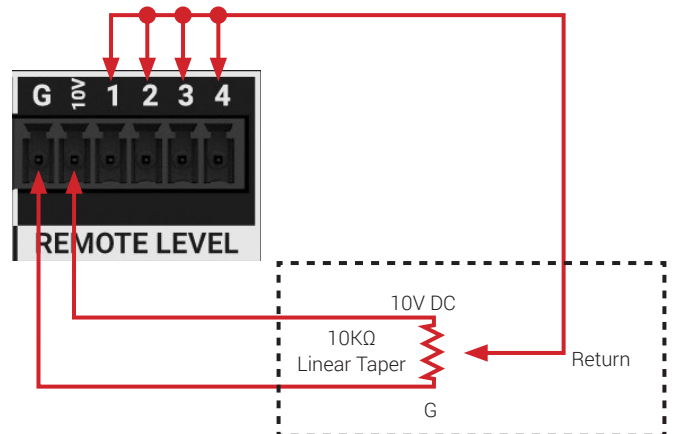 G 10V 1 2 3 4
REMOTE LEVEL
10V DC
10KΩ
Linear Taper
Return
G